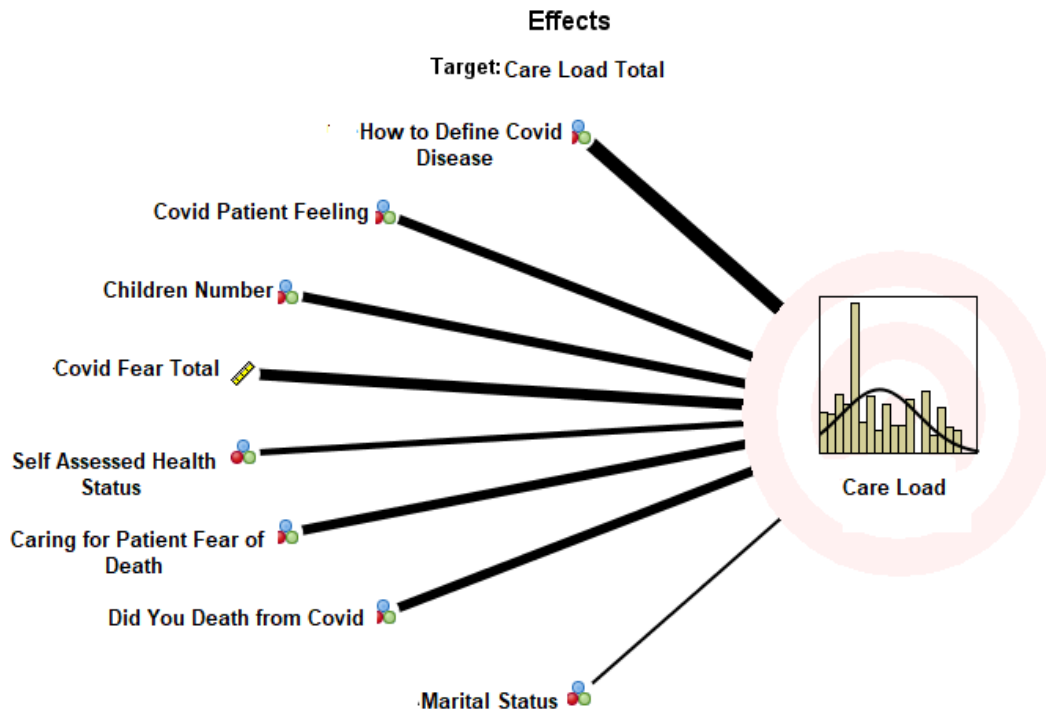 Effects
Target: Care Load Total
How to Define Covid
Disease
Covid Patient Feeling
Children Number
Covid Fear Total
Self Assessed Health
Status
Caring for Patient Fear of
Death
Did You Death from Covid
Marital Status
Care Load